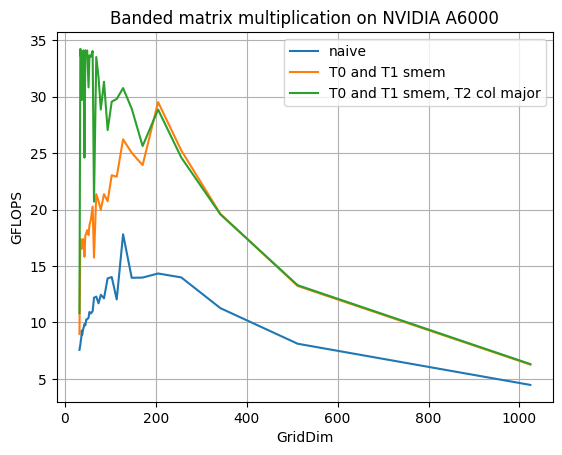 Banded matrix multiplication on NVIDIA A6000
naive
T0 and T1 smem
T0 and T1 smem, T2 col major
GFLOPS
35
30
25
20
15
10
5
0
200
400
600
800
1000
GridDim